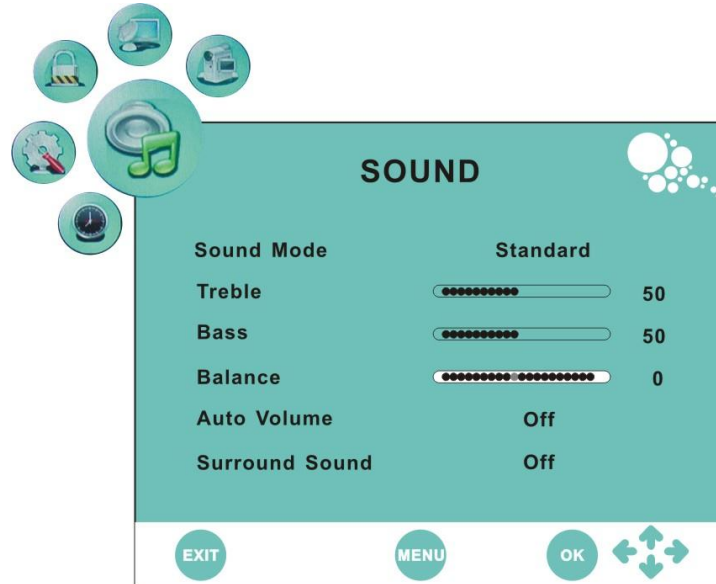 SOUND
Sound Mode Standard
Treble 50
Bass 50
Balance 0
Auto Volume Off
Surround Sound Off
EXIT MENU OK